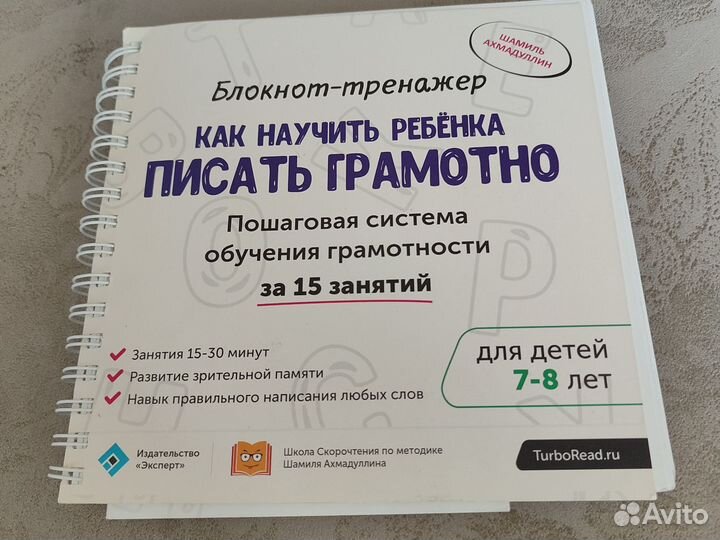 ШАМИЛЬ
АХМАДУЛЛИН
Блокнот-тренажер
КАК НАУЧИТЬ РЕБЁНКА
ПИСАТЬ ГРАМОТНО
Пошаговая система
обучения грамотности
за 15 занятий
Занятия 15-30 минут
Развитие зрительной памяти
Навык правильного написания любых слов
для детей
7-8 лет
Издательство
«Эксперт»
Школа Скорочтения по методике
Шамиля Ахмадуллина
TurboRead.ru
Avito